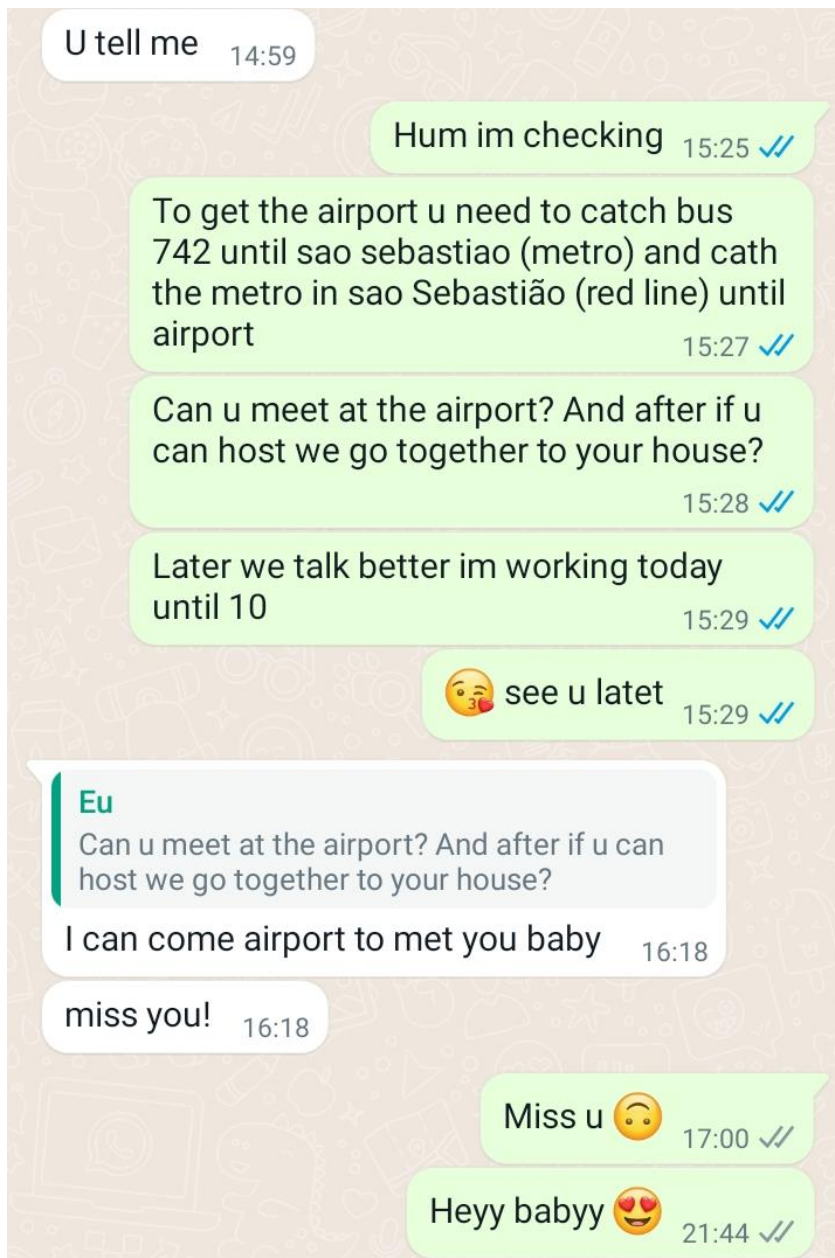 U tell me 14:59
Hum im checking 15:25
To get the airport u need to catch bus
742 until sao sebastiao (metro) and cath
the metro in sao Sebastião (red line) until
airport 15:27
Can u meet at the airport? And after if u
can host we go together to your house?
15:28
Later we talk better im working today
until 10 15:29
😘 see u latet 15:29
Eu
Can u meet at the airport? And after if u can
host we go together to your house?
I can come airport to met you baby 16:18
miss you! 16:18
Miss u 🙃 17:00
Heyy babyy 😍 21:44